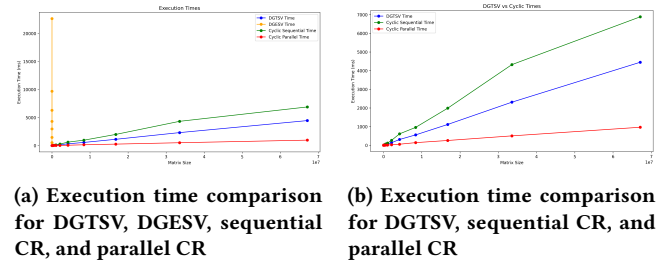 Execution Times
DGTSV Time
DGESV Time
Cyclic Sequential Time
Cyclic Parallel Time
Execution Time (ms)
20000
15000
10000
5000
0
0 1 2 3 4 5 6 7
1e7
Matrix Size
DGTSV vs Cyclic Times
DGTSV Time
Cyclic Sequential Time
Cyclic Parallel Time
Execution Time (ms)
7000
6000
5000
4000
3000
2000
1000
0
0 1 2 3 4 5 6 7
1e7
Matrix Size
(a) Execution time comparison
for DGTSV, DGESV, sequential
CR, and parallel CR
(b) Execution time comparison
for DGTSV, sequential CR, and
parallel CR